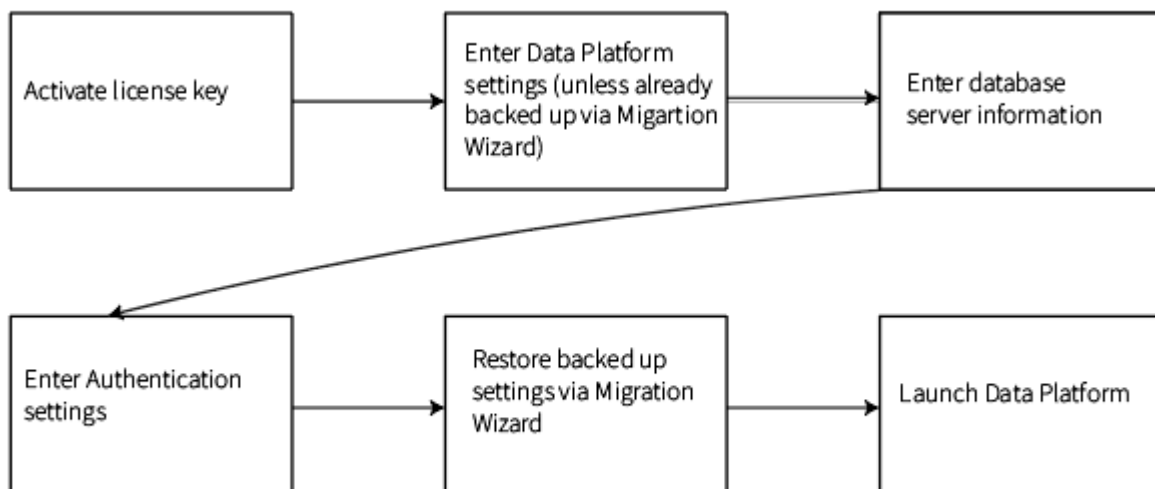 Activate license key
Enter Data Platform
settings (unless already
backed up via Migartion
Wizard)
Enter database
server information
Enter Authentication
settings
Restore backed up
settings via Migration
Wizard
Launch Data Platform